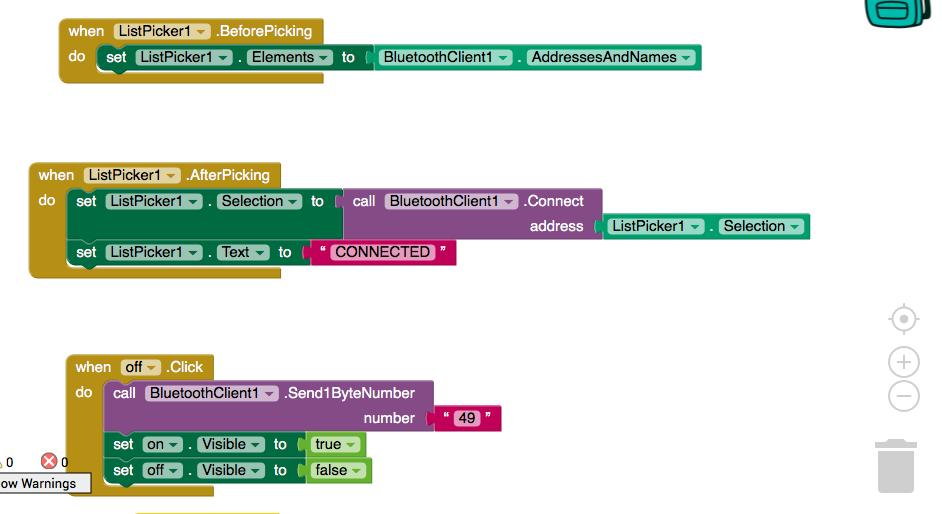 when ListPicker1 .BeforePicking
do set ListPicker1 . Elements to BluetoothClient1 . AddressesAndNames
when ListPicker1 .AfterPicking
do set ListPicker1 . Selection to call BluetoothClient1 .Connect
address ListPicker1 . Selection
set ListPicker1 . Text to “ CONNECTED ”
when off .Click
do call BluetoothClient1 .Send1ByteNumber
number “ 49 ”
set on . Visible to true
0 0 set off . Visible to false
ow Warnings